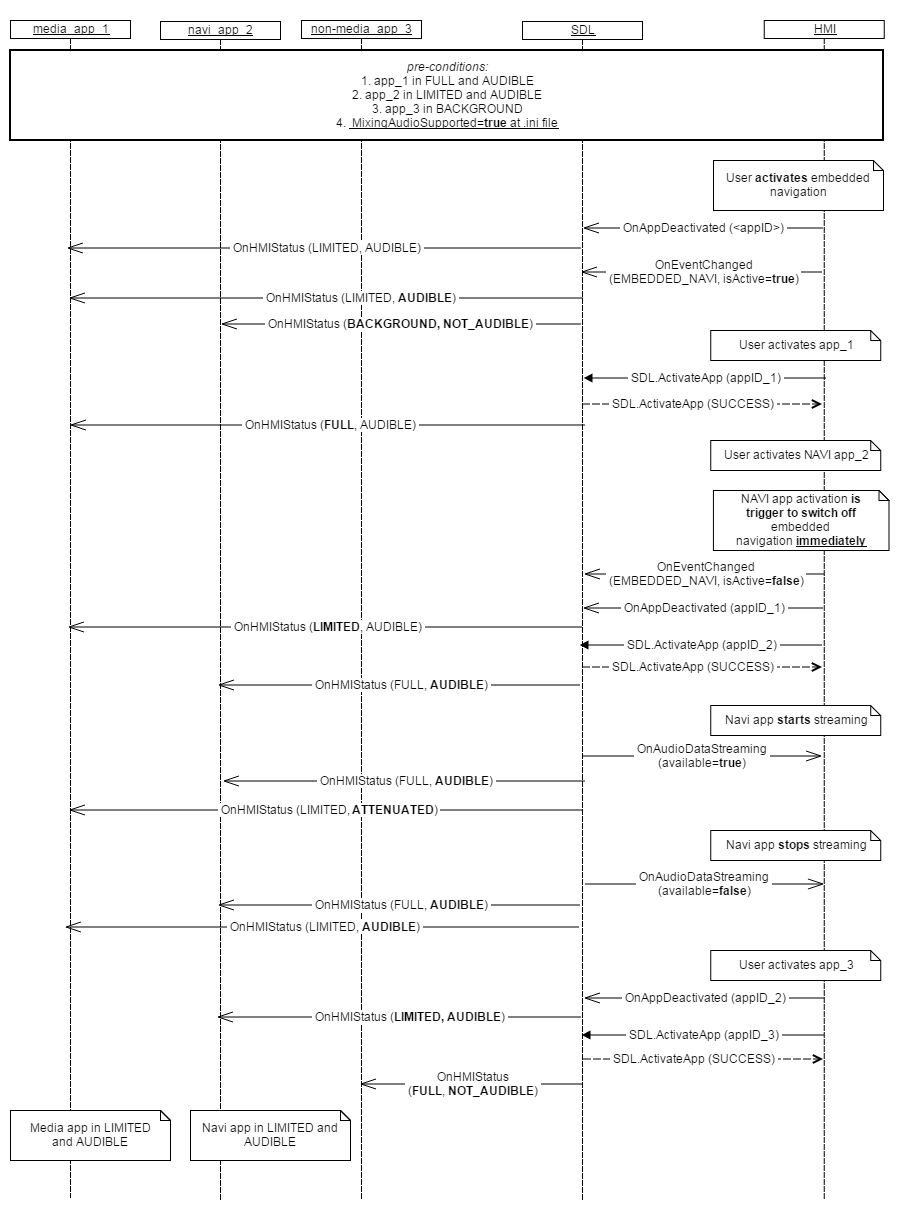 media_app_1
navi_app_2
non-media_app_3
SDL
HMI
pre-conditions:
1. app_1 in FULL and AUDIBLE
2. app_2 in LIMITED and AUDIBLE
3. app_3 in BACKGROUND
4. MixingAudioSupported=true at .ini file
User activates embedded
navigation
OnAppDeactivated (<appID>)
OnHMIStatus (LIMITED, AUDIBLE)
OnEventChanged
(EMBEDDED_NAVI, isActive=true)
OnHMIStatus (LIMITED, AUDIBLE)
OnHMIStatus (BACKGROUND, NOT_AUDIBLE)
User activates app_1
SDL.ActivateApp (appID_1)
SDL.ActivateApp (SUCCESS)
OnHMIStatus (FULL, AUDIBLE)
User activates NAVI app_2
NAVI app activation is
trigger to switch off
embedded
navigation immediately
OnEventChanged
(EMBEDDED_NAVI, isActive=false)
OnAppDeactivated (appID_1)
OnHMIStatus (LIMITED, AUDIBLE)
SDL.ActivateApp (appID_2)
SDL.ActivateApp (SUCCESS)
OnHMIStatus (FULL, AUDIBLE)
Navi app starts streaming
OnAudioDataStreaming
(available=true)
OnHMIStatus (FULL, AUDIBLE)
OnHMIStatus (LIMITED, ATTENUATED)
Navi app stops streaming
OnAudioDataStreaming
(available=false)
OnHMIStatus (FULL, AUDIBLE)
OnHMIStatus (LIMITED, AUDIBLE)
User activates app_3
OnAppDeactivated (appID_2)
OnHMIStatus (LIMITED, AUDIBLE)
SDL.ActivateApp (appID_3)
SDL.ActivateApp (SUCCESS)
OnHMIStatus
(FULL, NOT_AUDIBLE)
Media app in LIMITED
and AUDIBLE
Navi app in LIMITED and
AUDIBLE